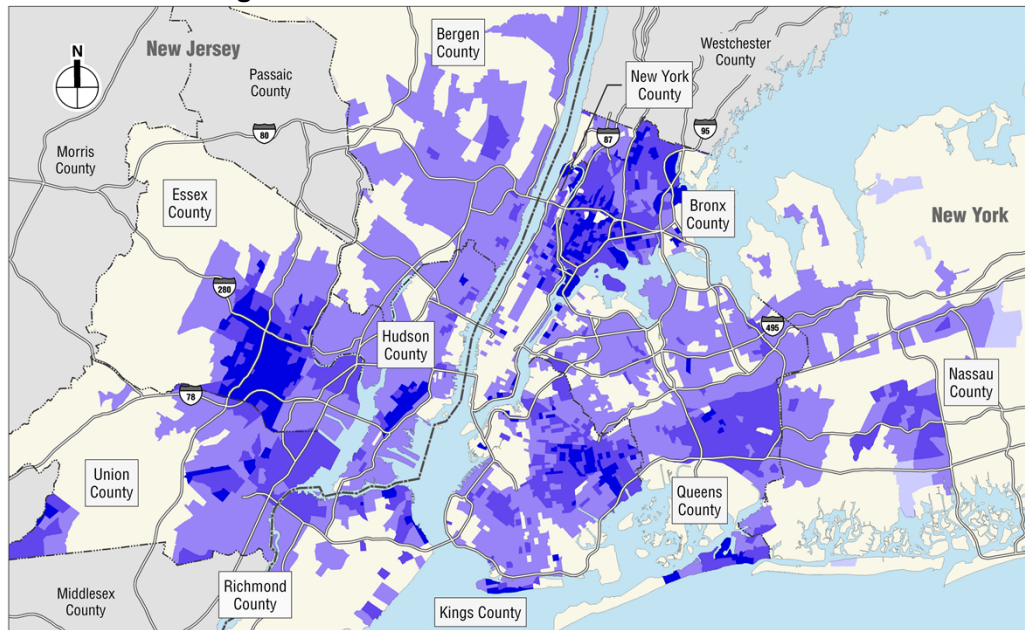 Bergen
County
New Jersey
Westchester
County
N
New York
County
Passaic
County
80
87
95
Morris
County
Essex
County
Bronx
County
New York
280
495
Hudson
County
Nassau
County
78
Union
County
Queens
County
Richmond
County
Middlesex
County
Kings County